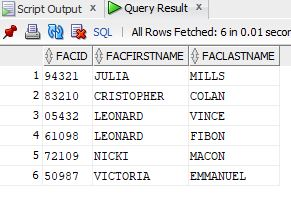 Script Output x Query Result x
SQL | All Rows Fetched: 6 in 0.01 secon
FACID FACFIRSTNAME FACLASTNAME
1 94321 JULIA MILLS
2 83210 CRISTOPHER COLAN
3 05432 LEONARD VINCE
4 61098 LEONARD FIBON
5 72109 NICKI MACON
6 50987 VICTORIA EMMANUEL